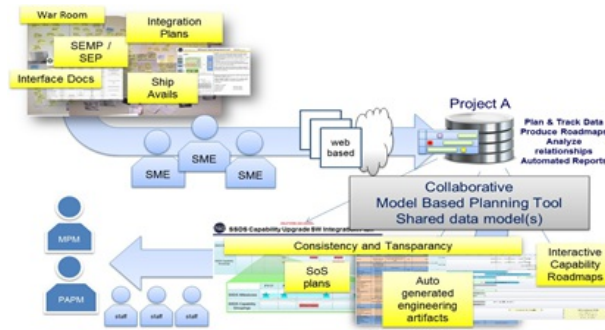 War Room
Integration
Plans
SEMP /
SEP
Interface Docs
Ship
Avails
SME
SME
SME
web
based
Project A
Plan & Track Data
Produce Roadmaps
Analyze
relationships
Automated Reports
Collaborative
Model Based Planning Tool
Shared data model(s)
SSDS Capability Upgrade SW Integration
Consistency and Tansparancy
SoS
plans
Auto
generated
engineering
artifacts
Interactive
Capability
Roadmaps
MPM
PAPM
staff
staff
staff